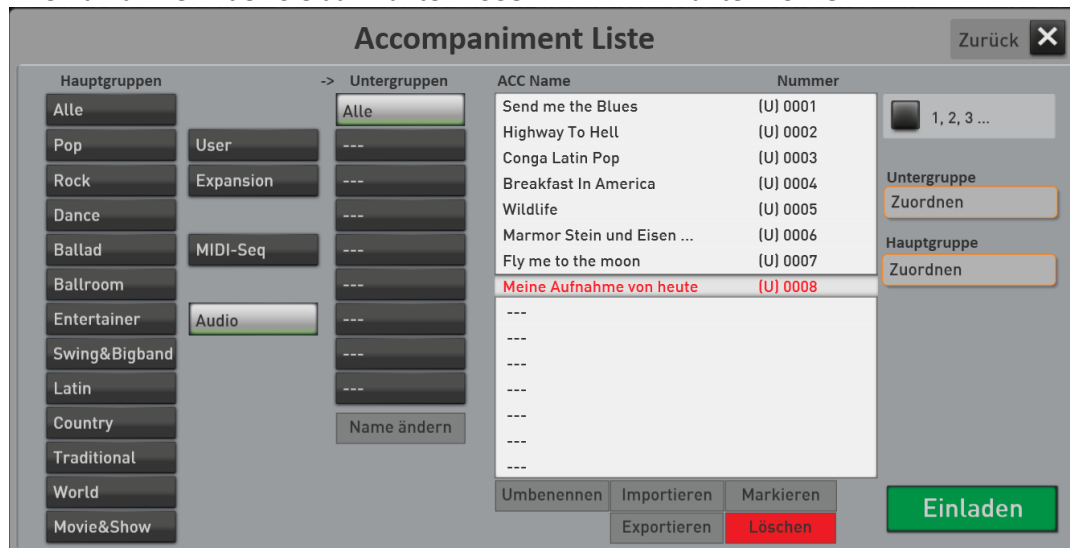 Accompaniment Liste
Zurück
Hauptgruppen -> Untergruppen
Alle
Pop
Rock
Dance
Ballad
Ballroom
Entertainer
Swing&Bigband
Latin
Country
Traditional
World
Movie&Show
User
Expansion
MIDI-Seq
Audio
Alle
---
---
---
---
---
---
---
---
Name ändern
ACC Name Nummer
Send me the Blues (U) 0001
Highway To Hell (U) 0002
Conga Latin Pop (U) 0003
Breakfast In America (U) 0004
Wildlife (U) 0005
Marmor Stein und Eisen ... (U) 0006
Fly me to the moon (U) 0007
Meine Aufnahme von heute (U) 0008
---
---
---
---
---
---
---
Umbenennen Importieren Markieren
Exportieren Löschen
1, 2, 3 ...
Untergruppe
Zuordnen
Hauptgruppe
Zuordnen
Einladen